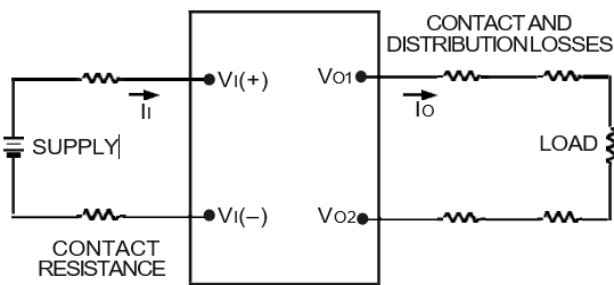 CONTACT AND
DISTRIBUTION LOSSES
VI(+)
VO1
II
IO
SUPPLY
LOAD
VI(–)
VO2
CONTACT
RESISTANCE